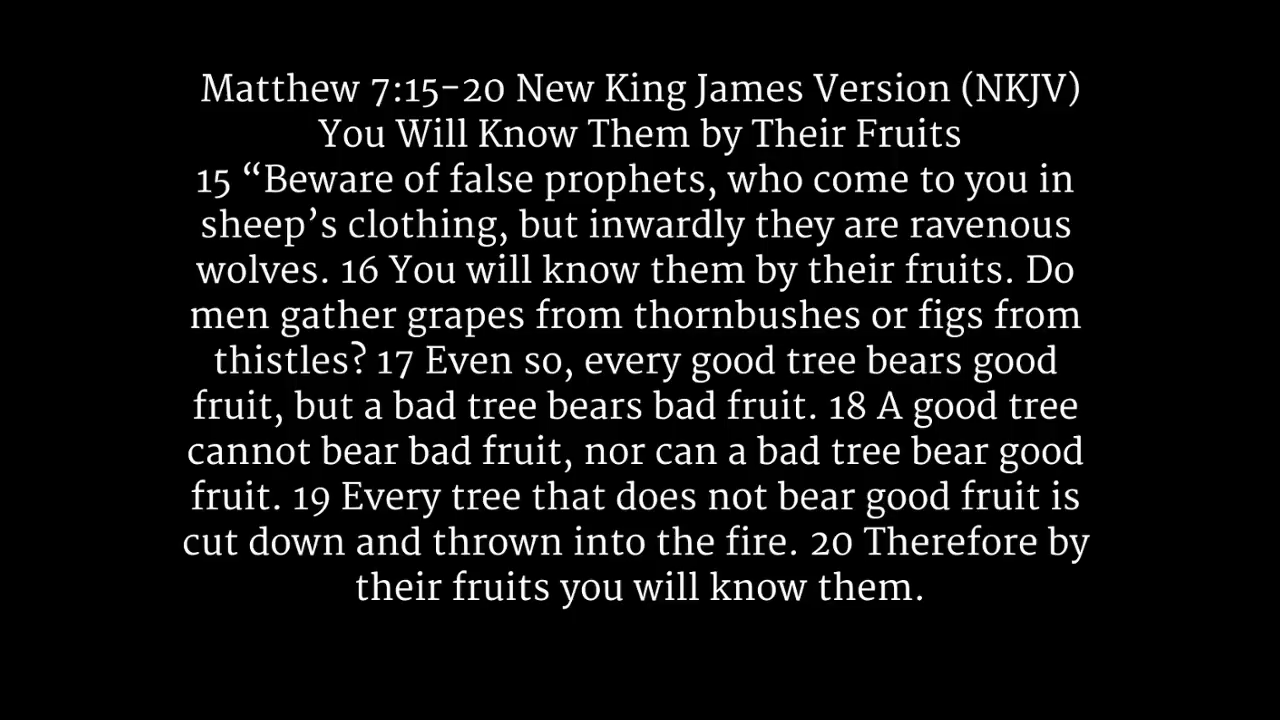 Matthew 7:15-20 New King James Version (NKJV)
You Will Know Them by Their Fruits
15 “Beware of false prophets, who come to you in
sheep’s clothing, but inwardly they are ravenous
wolves. 16 You will know them by their fruits. Do
men gather grapes from thornbushes or figs from
thistles? 17 Even so, every good tree bears good
fruit, but a bad tree bears bad fruit. 18 A good tree
cannot bear bad fruit, nor can a bad tree bear good
fruit. 19 Every tree that does not bear good fruit is
cut down and thrown into the fire. 20 Therefore by
their fruits you will know them.